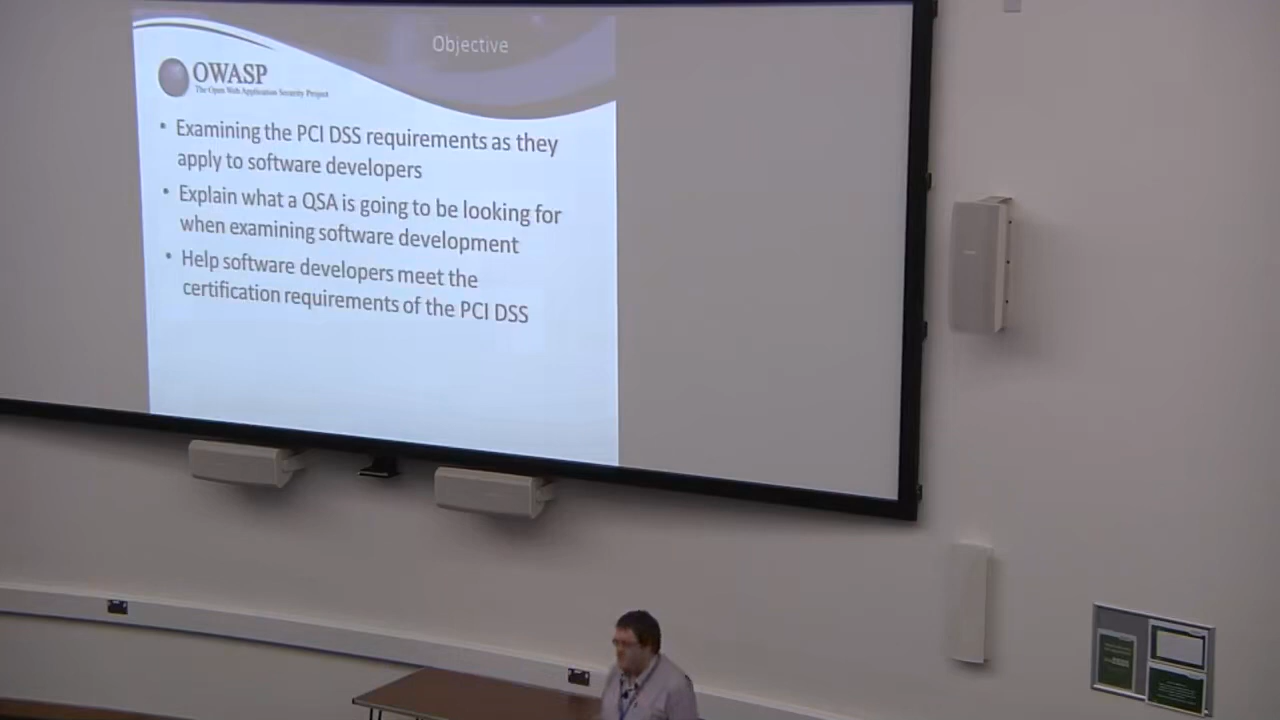 Objective
OWASP
The Open Web Application Security Project
• Examining the PCI DSS requirements as they
apply to software developers
• Explain what a QSA is going to be looking for
when examining software development
• Help software developers meet the
certification requirements of the PCI DSS